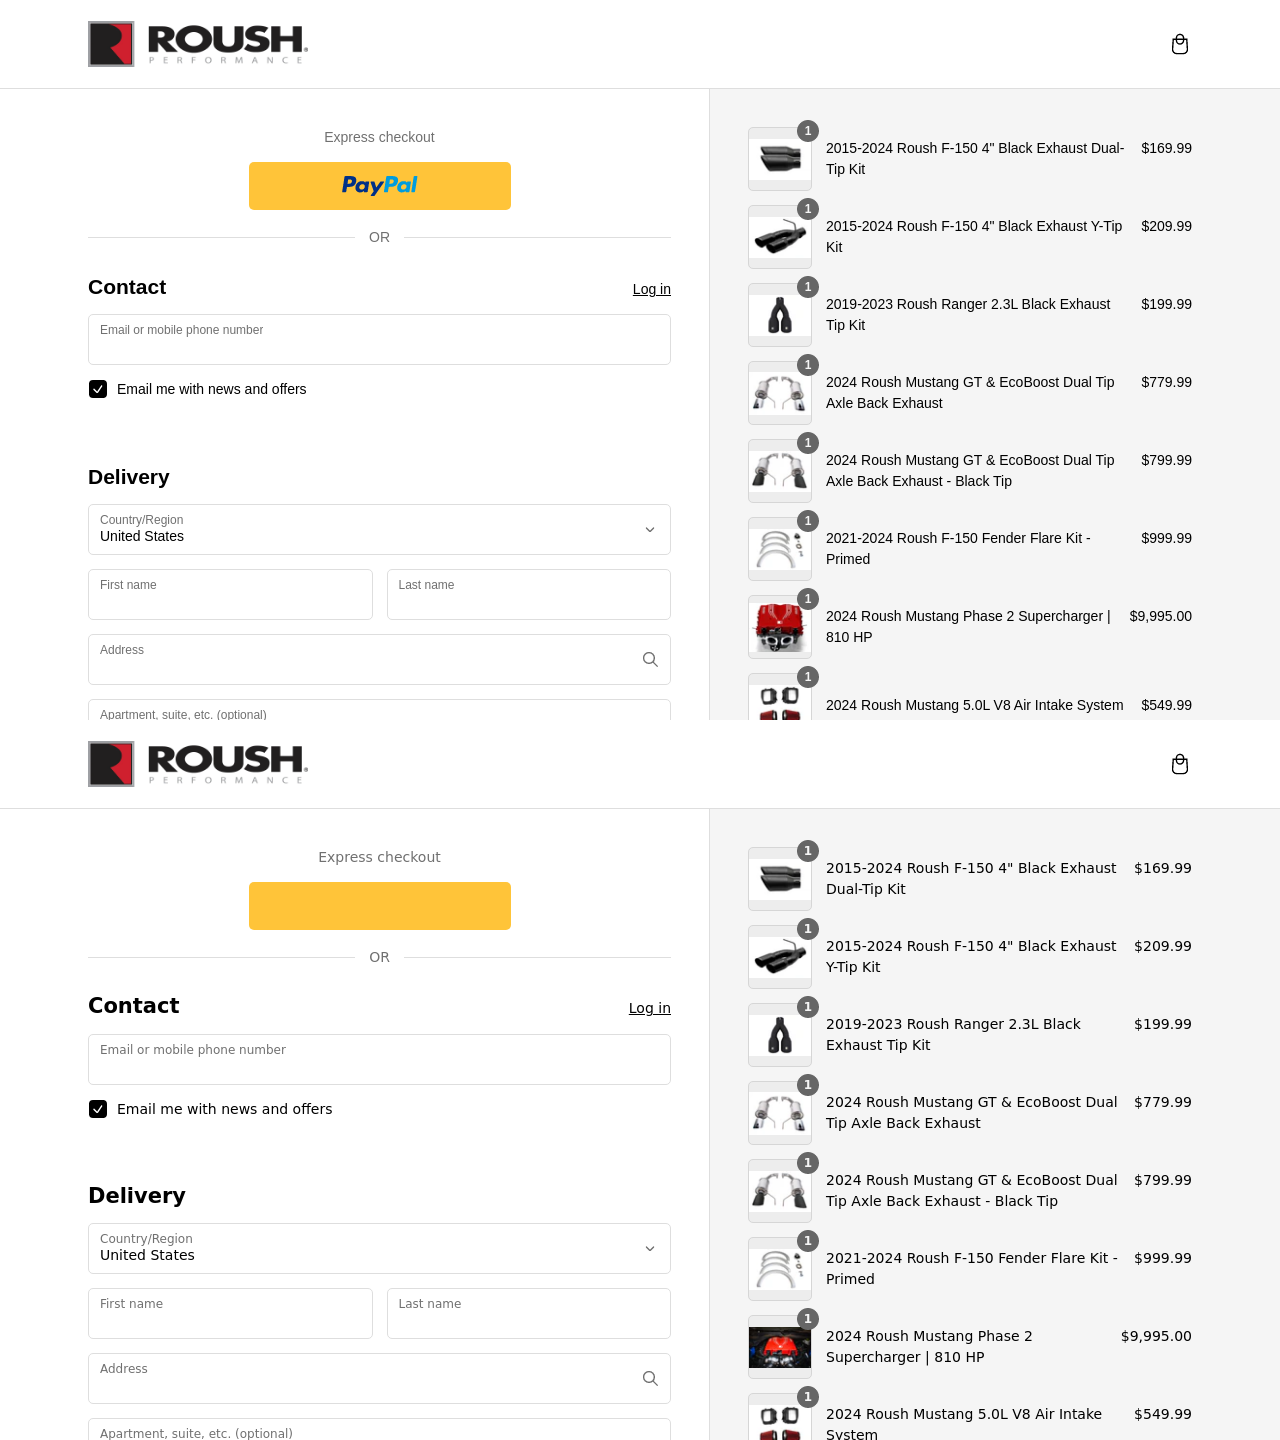 ROUSH
PERFORMANCE
Express checkout
PayPal
OR
Contact
Log in
Email or mobile phone number
Email me with news and offers
Delivery
Country/Region
United States
First name
Last name
Address
Apartment, suite, etc. (optional)
1
2015-2024 Roush F-150 4" Black Exhaust Dual-
Tip Kit
$169.99
1
2015-2024 Roush F-150 4" Black Exhaust Y-Tip
Kit
$209.99
1
2019-2023 Roush Ranger 2.3L Black Exhaust
Tip Kit
$199.99
1
2024 Roush Mustang GT & EcoBoost Dual Tip
Axle Back Exhaust
$779.99
1
2024 Roush Mustang GT & EcoBoost Dual Tip
Axle Back Exhaust - Black Tip
$799.99
1
2021-2024 Roush F-150 Fender Flare Kit -
Primed
$999.99
1
2024 Roush Mustang Phase 2 Supercharger |
810 HP
$9,995.00
1
2024 Roush Mustang 5.0L V8 Air Intake System
$549.99
ROUSH
PERFORMANCE
Express checkout
OR
Contact
Log in
Email or mobile phone number
Email me with news and offers
Delivery
Country/Region
United States
First name
Last name
Address
Apartment, suite, etc. (optional)
1
2015-2024 Roush F-150 4" Black Exhaust
Dual-Tip Kit
$169.99
1
2015-2024 Roush F-150 4" Black Exhaust
Y-Tip Kit
$209.99
1
2019-2023 Roush Ranger 2.3L Black
Exhaust Tip Kit
$199.99
1
2024 Roush Mustang GT & EcoBoost Dual
Tip Axle Back Exhaust
$779.99
1
2024 Roush Mustang GT & EcoBoost Dual
Tip Axle Back Exhaust - Black Tip
$799.99
1
2021-2024 Roush F-150 Fender Flare Kit -
Primed
$999.99
1
2024 Roush Mustang Phase 2
Supercharger | 810 HP
$9,995.00
1
2024 Roush Mustang 5.0L V8 Air Intake
System
$549.99